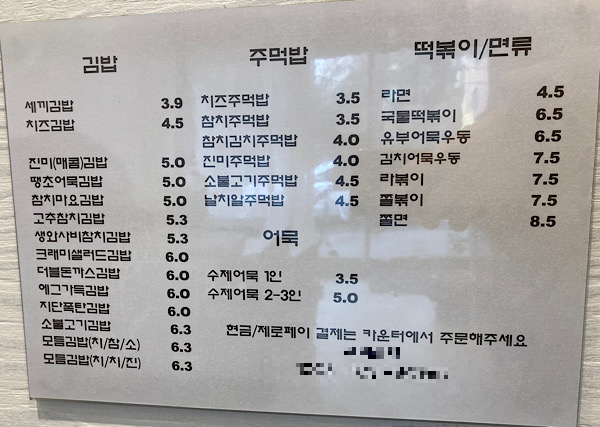 김밥
세끼김밥 3.9
치즈김밥 4.5
진미(매콤)김밥 5.0
땡초어묵김밥 5.0
참치마요김밥 5.0
고추참치김밥 5.3
생와사비참치김밥 5.3
크래미샐러드김밥 6.0
더블돈까스김밥 6.0
에그가득김밥 6.0
지단폭탄김밥 6.0
소불고기김밥 6.3
모듬김밥(치/참/소) 6.3
모듬김밥(치/치/진) 6.3
주먹밥
치즈주먹밥 3.5
참치주먹밥 3.5
참치김치주먹밥 4.0
진미주먹밥 4.0
소불고기주먹밥 4.5
날치알주먹밥 4.5
어묵
수제어묵 1인 3.5
수제어묵 2-3인 5.0
떡볶이/면류
라면 4.5
국물떡볶이 6.5
유부어묵우동 6.5
김치어묵우동 7.5
라볶이 7.5
쫄볶이 7.5
쫄면 8.5
현금/제로페이 결제는 카운터에서 주문해주세요